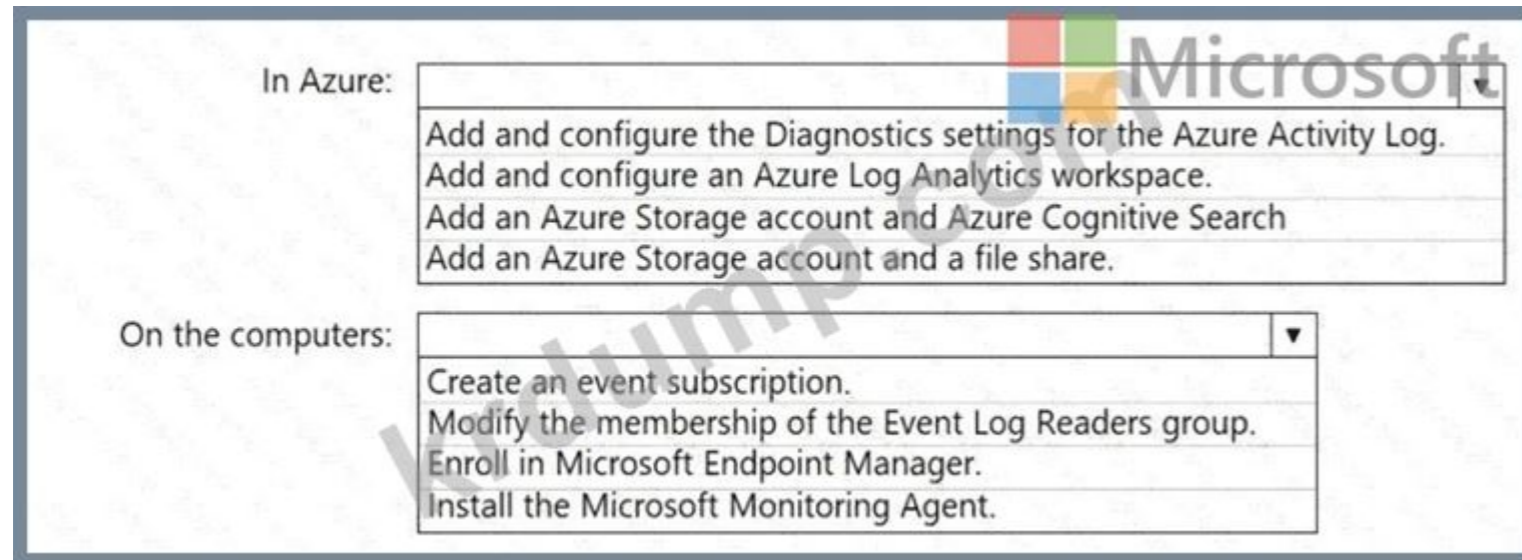 Microsoft
In Azure:
Add and configure the Diagnostics settings for the Azure Activity Log.
Add and configure an Azure Log Analytics workspace.
Add an Azure Storage account and Azure Cognitive Search
Add an Azure Storage account and a file share.
On the computers:
Create an event subscription.
Modify the membership of the Event Log Readers group.
Enroll in Microsoft Endpoint Manager.
Install the Microsoft Monitoring Agent.
krdump.com